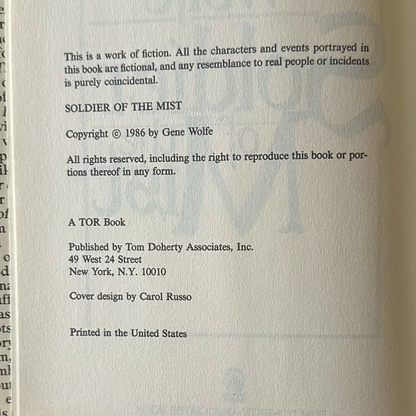 This is a work of fiction. All the characters and events portrayed in
this book are fictional, and any resemblance to real people or incidents
is purely coincidental.
SOLDIER OF THE MIST
Copyright © 1986 by Gene Wolfe
All rights reserved, including the right to reproduce this book or por-
tions thereof in any form.
A TOR Book
Published by Tom Doherty Associates, Inc.
49 West 24 Street
New York, N.Y. 10010
Cover design by Carol Russo
Printed in the United States